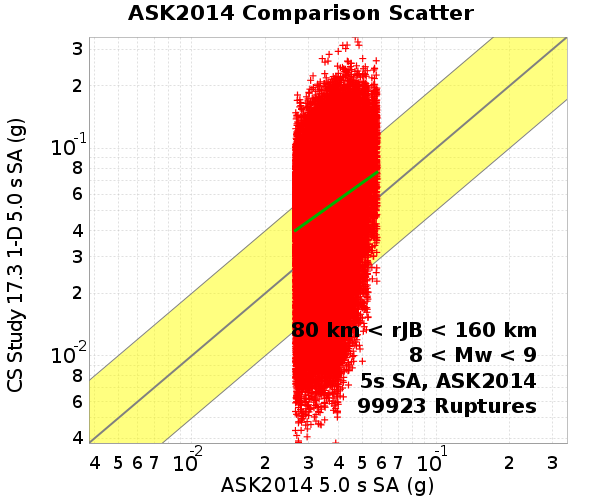 ASK2014 Comparison Scatter
CS Study 17.3 1-D 5.0 s SA (g)
3
2
10^-1
8
6
4
3
2
10^-2
8
6
4
80 km < rJB < 160 km
8 < Mw < 9
5s SA, ASK2014
99923 Ruptures
4 5 6 7 10^-2 2 3 4 5 6 7 10^-1 2 3
ASK2014 5.0 s SA (g)